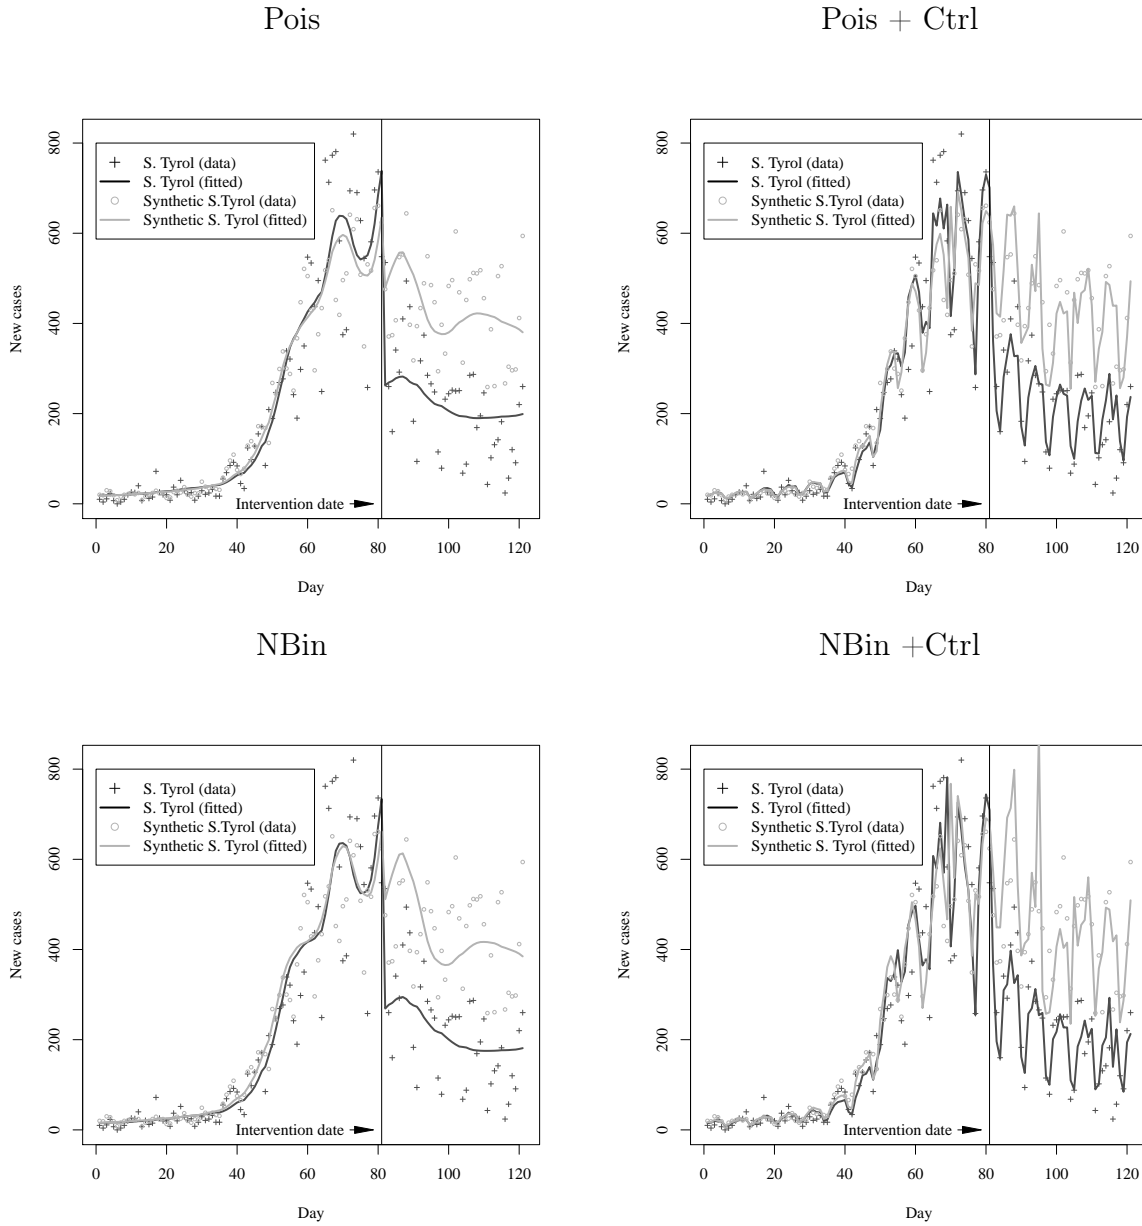 Pois
Pois + Ctrl
New cases
0 200 400 600 800
S. Tyrol (data)
S. Tyrol (fitted)
Synthetic S.Tyrol (data)
Synthetic S. Tyrol (fitted)
Intervention date
0 20 40 60 80 100 120
Day
New cases
0 200 400 600 800
S. Tyrol (data)
S. Tyrol (fitted)
Synthetic S.Tyrol (data)
Synthetic S. Tyrol (fitted)
Intervention date
0 20 40 60 80 100 120
Day
NBin
NBin +Ctrl
New cases
0 200 400 600 800
S. Tyrol (data)
S. Tyrol (fitted)
Synthetic S.Tyrol (data)
Synthetic S. Tyrol (fitted)
Intervention date
0 20 40 60 80 100 120
Day
New cases
0 200 400 600 800
S. Tyrol (data)
S. Tyrol (fitted)
Synthetic S.Tyrol (data)
Synthetic S. Tyrol (fitted)
Intervention date
0 20 40 60 80 100 120
Day